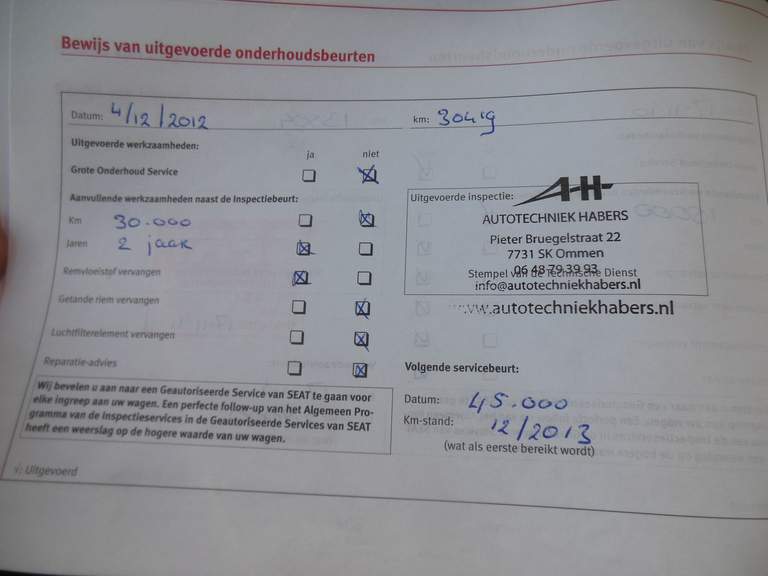 Bewijs van uitgevoerde onderhoudsbeurten
Datum: 4/12/2012
km: 30419
Uitgevoerde werkzaamheden:
ja niet
Grote Onderhoud Service
Aanvullende werkzaamheden naast de Inspectiebeurt:
Km 30.000
Jaren 2 jaar
Remvloeistof vervangen
Getande riem vervangen
Luchtfilterelement vervangen
Reparatie-advies
Wij bevelen u aan naar een Geautoriseerde Service van SEAT te gaan voor
elke ingreep aan uw wagen. Een perfecte follow-up van het Algemeen Pro-
gramma van de Inspectieservices in de Geautoriseerde Services van SEAT
heeft een weerslag op de hogere waarde van uw wagen.
√: Uitgevoerd
Uitgevoerde inspectie: AH
AUTOTECHNIEK HABERS
Pieter Bruegelstraat 22
7731 SK Ommen
06 48 79 39 93
Stempel van de Technische Dienst
info@autotechniekhabers.nl
www.autotechniekhabers.nl
Volgende servicebeurt:
Datum: 45.000
Km-stand: 12/2013
(wat als eerste bereikt wordt)